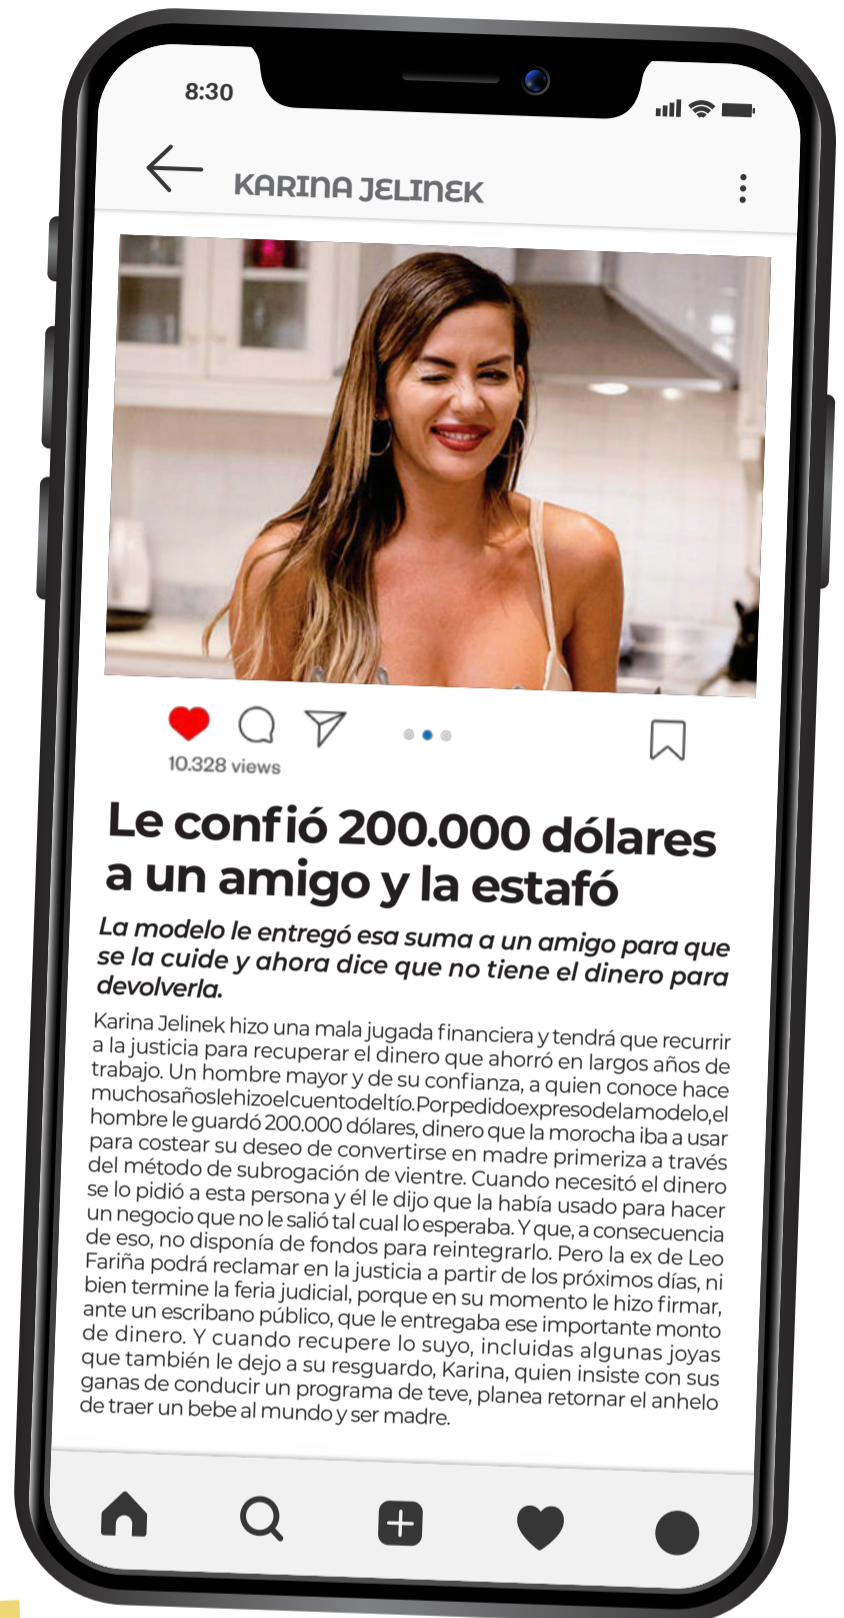 8:30
KARINA JELINEK
10.328 views
Le confió 200.000 dólares
a un amigo y la estafó
La modelo le entregó esa suma a un amigo para que
se la cuide y ahora dice que no tiene el dinero para
devolverla.
Karina Jelinek hizo una mala jugada financiera y tendrá que recurrir
a la justicia para recuperar el dinero que ahorró en largos años de
trabajo. Un hombre mayor y de su confianza, a quien conoce hace
muchosañoslehizoelcuentodeltío.Porpedidoexpresodelamodelo,el
hombre le guardó 200.000 dólares, dinero que la morocha iba a usar
para costear su deseo de convertirse en madre primeriza a través
del método de subrogación de vientre. Cuando necesitó el dinero
se lo pidió a esta persona y él le dijo que la había usado para hacer
un negocio que no le salió tal cual lo esperaba. Y que, a consecuencia
de eso, no disponía de fondos para reintegrarlo. Pero la ex de Leo
Fariña podrá reclamar en la justicia a partir de los próximos días, ni
bien termine la feria judicial, porque en su momento le hizo firmar,
ante un escribano público, que le entregaba ese importante monto
de dinero. Y cuando recupere lo suyo, incluidas algunas joyas
que también le dejo a su resguardo, Karina, quien insiste con sus
ganas de conducir un programa de teve, planea retornar el anhelo
de traer un bebe al mundo y ser madre.